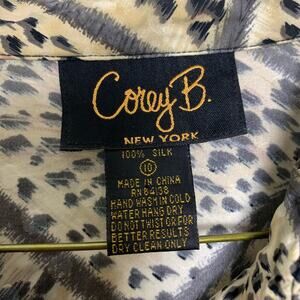 Corey B.
NEW YORK
100% SILK
10
MADE IN CHINA
RN 84138
HAND WASH IN COLD
WATER HANG DRY
DO NOT TWIST OR FOR
BETTER RESULTS
DRY CLEAN ONLY